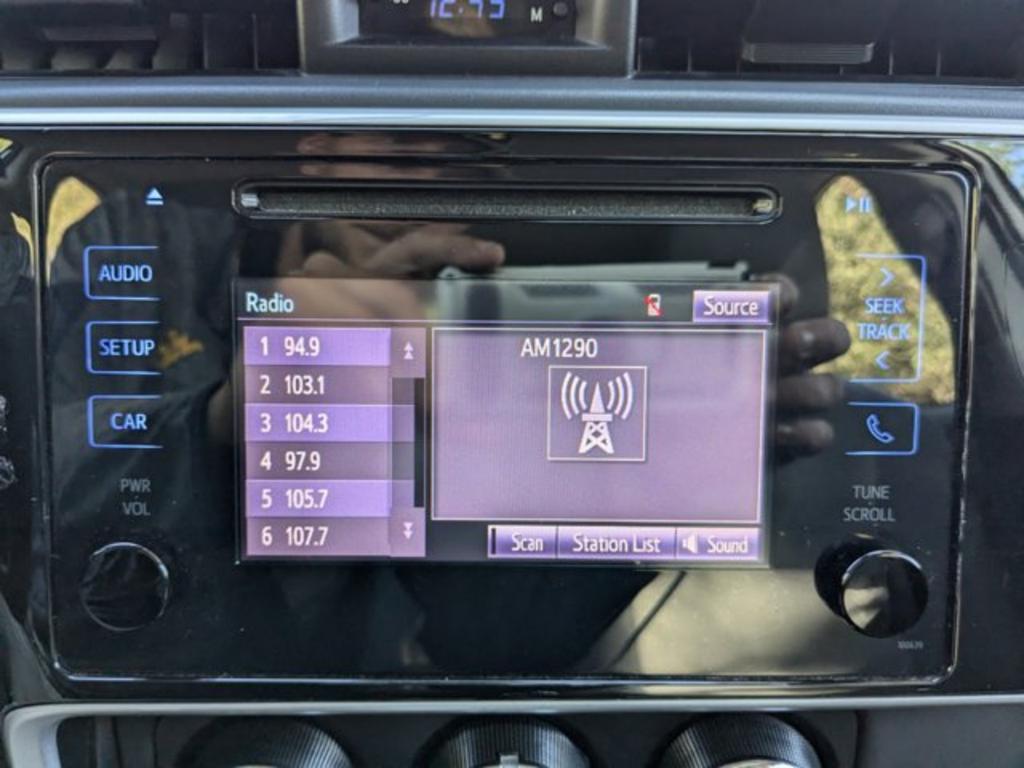 M
AUDIO
SETUP
CAR
PWR
VOL
Radio
Source
1 94.9
2 103.1
3 104.3
4 97.9
5 105.7
6 107.7
AM1290
Scan
Station List
Sound
SEEK
TRACK
TUNE
SCROLL